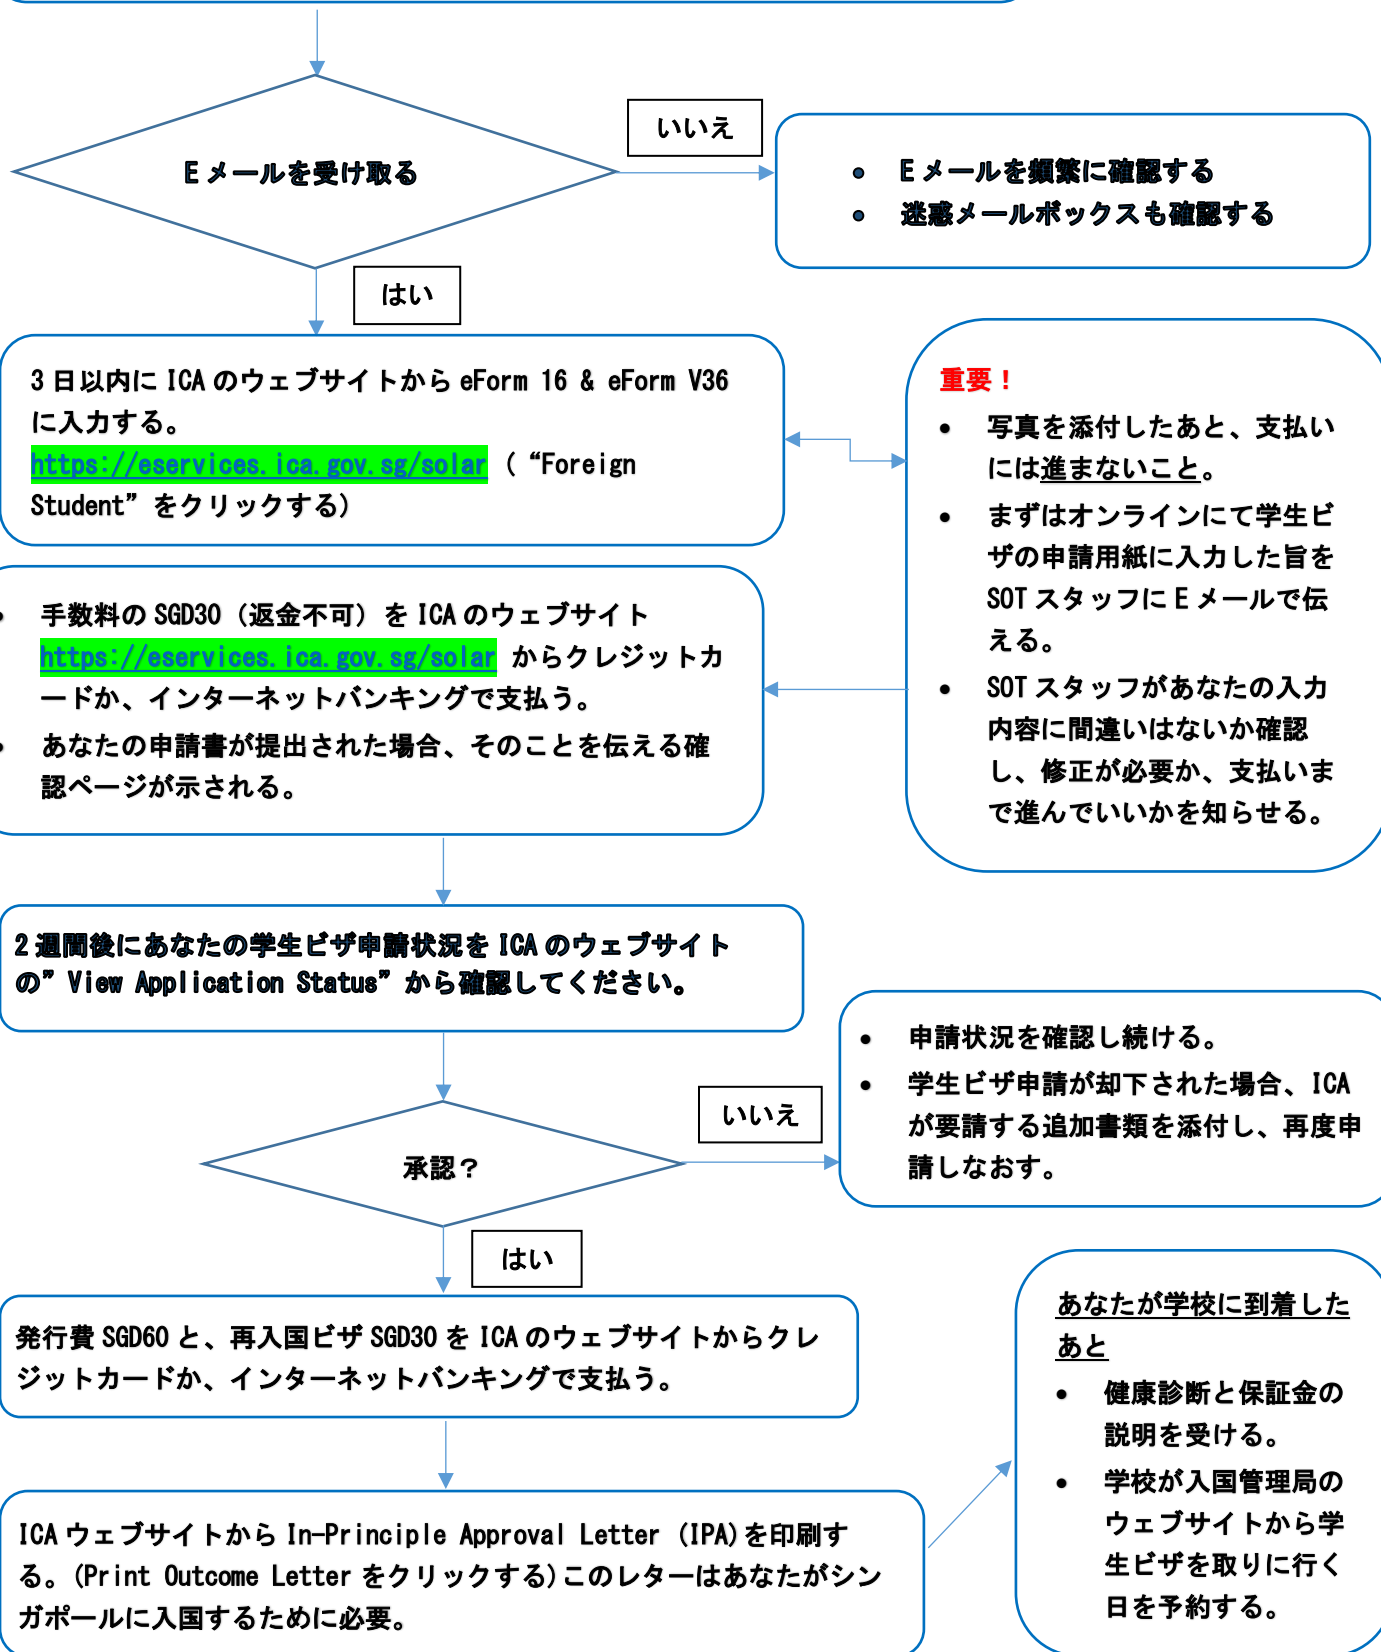 Eメールを受け取る
いいえ
● Eメールを頻繁に確認する
● 迷惑メールボックスも確認する
はい
3日以内にICAのウェブサイトからeForm 16 & eForm V36
に入力する。
https://eservices.ica.gov.sg/solar (“Foreign
Student”をクリックする)
重要！
● 写真を添付したあと、支払い
には進まないこと。
● まずはオンラインにて学生ビ
ザの申請用紙に入力した旨を
SOTスタッフにEメールで伝
える。
● SOTスタッフがあなたの入力
内容に間違いはないか確認
し、修正が必要か、支払いま
で進んでいいかを知らせる。
● 手数料のSGD30（返金不可）をICAのウェブサイト
https://eservices.ica.gov.sg/solar からクレジットカ
ードか、インターネットバンキングで支払う。
● あなたの申請書が提出された場合、そのことを伝える確
認ページが示される。
2週間後にあなたの学生ビザ申請状況をICAのウェブサイト
の”View Application Status”から確認してください。
● 申請状況を確認し続ける。
● 学生ビザ申請が却下された場合、ICA
が要請する追加書類を添付し、再度申
請しなおす。
いいえ
承認？
はい
発行費SGD60と、再入国ビザSGD30をICAのウェブサイトからクレ
ジットカードか、インターネットバンキングで支払う。
ICAウェブサイトからIn-Principle Approval Letter (IPA)を印刷す
る。(Print Outcome Letterをクリックする)このレターはあなたがシン
ガポールに入国するために必要。
あなたが学校に到着した
あと
● 健康診断と保証金の
説明を受ける。
● 学校が入国管理局の
ウェブサイトから学
生ビザを取りに行く
日を予約する。